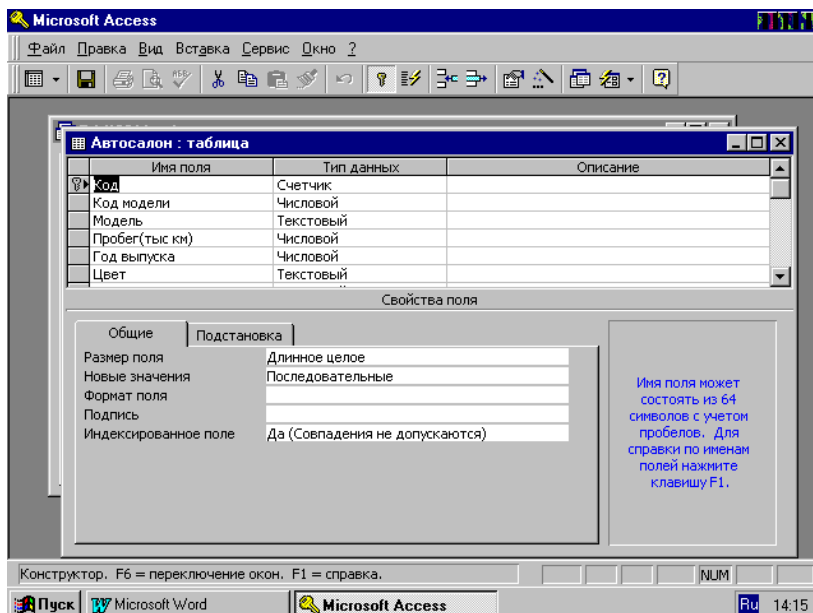 Microsoft Access
Файл Правка Вид Вставка Сервис Окно ?
Автосалон : таблица
Имя поля Тип данных Описание
Код Счетчик
Код модели Числовой
Модель Текстовый
Пробег(тыс км) Числовой
Год выпуска Числовой
Цвет Текстовый
Свойства поля
Общие Подстановка
Размер поля Длинное целое
Новые значения Последовательные
Формат поля
Подпись
Индексированное поле Да (Совпадения не допускаются)
Имя поля может
состоять из 64
символов с учетом
пробелов. Для
справки по именам
полей нажмите
клавишу F1.
Конструктор. F6 = переключение окон. F1 = справка. NUM
Пуск Microsoft Word Microsoft Access Ru 14:15